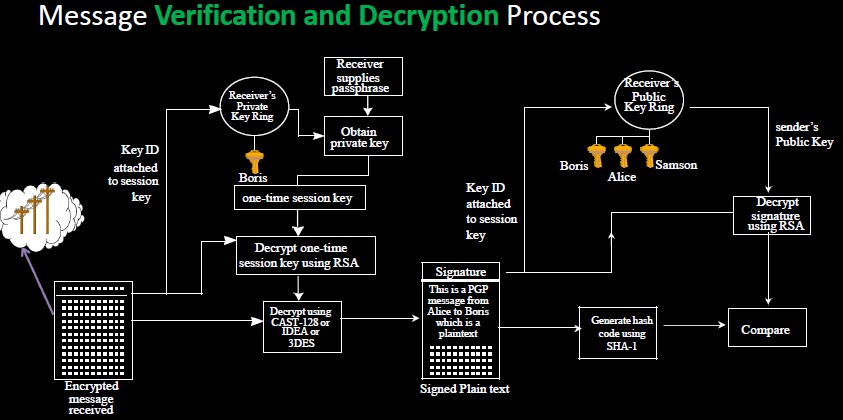 Message Verification and Decryption Process
Receiver
supplies
passphrase
Receiver's
Private
Key Ring
Obtain
private key
Key ID
attached
to session
key
Boris
one-time session key
Decrypt one-time
session key using RSA
Decrypt using
CAST-128 or
IDEA or
3DES
Encrypted
message
received
Signature
This is a PGP
message from
Alice to Boris
which is a
plaintext
Signed Plain text
Key ID
attached
to session
key
Receiver's
Public
Key Ring
Boris
Alice
Samson
sender's
Public Key
Decrypt
signature
using RSA
Generate hash
code using
SHA-1
Compare